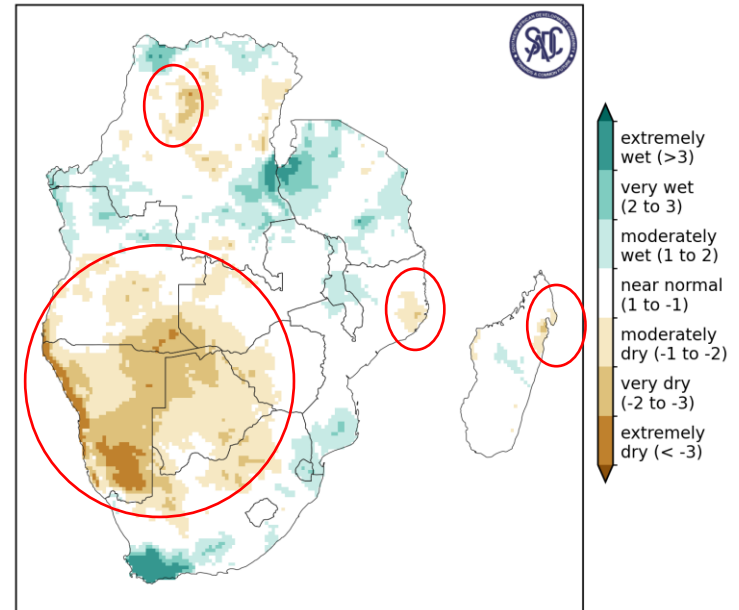 SADC
extremely
wet (>3)
very wet
(2 to 3)
moderately
wet (1 to 2)
near normal
(1 to -1)
moderately
dry (-1 to -2)
very dry
(-2 to -3)
extremely
dry (< -3)